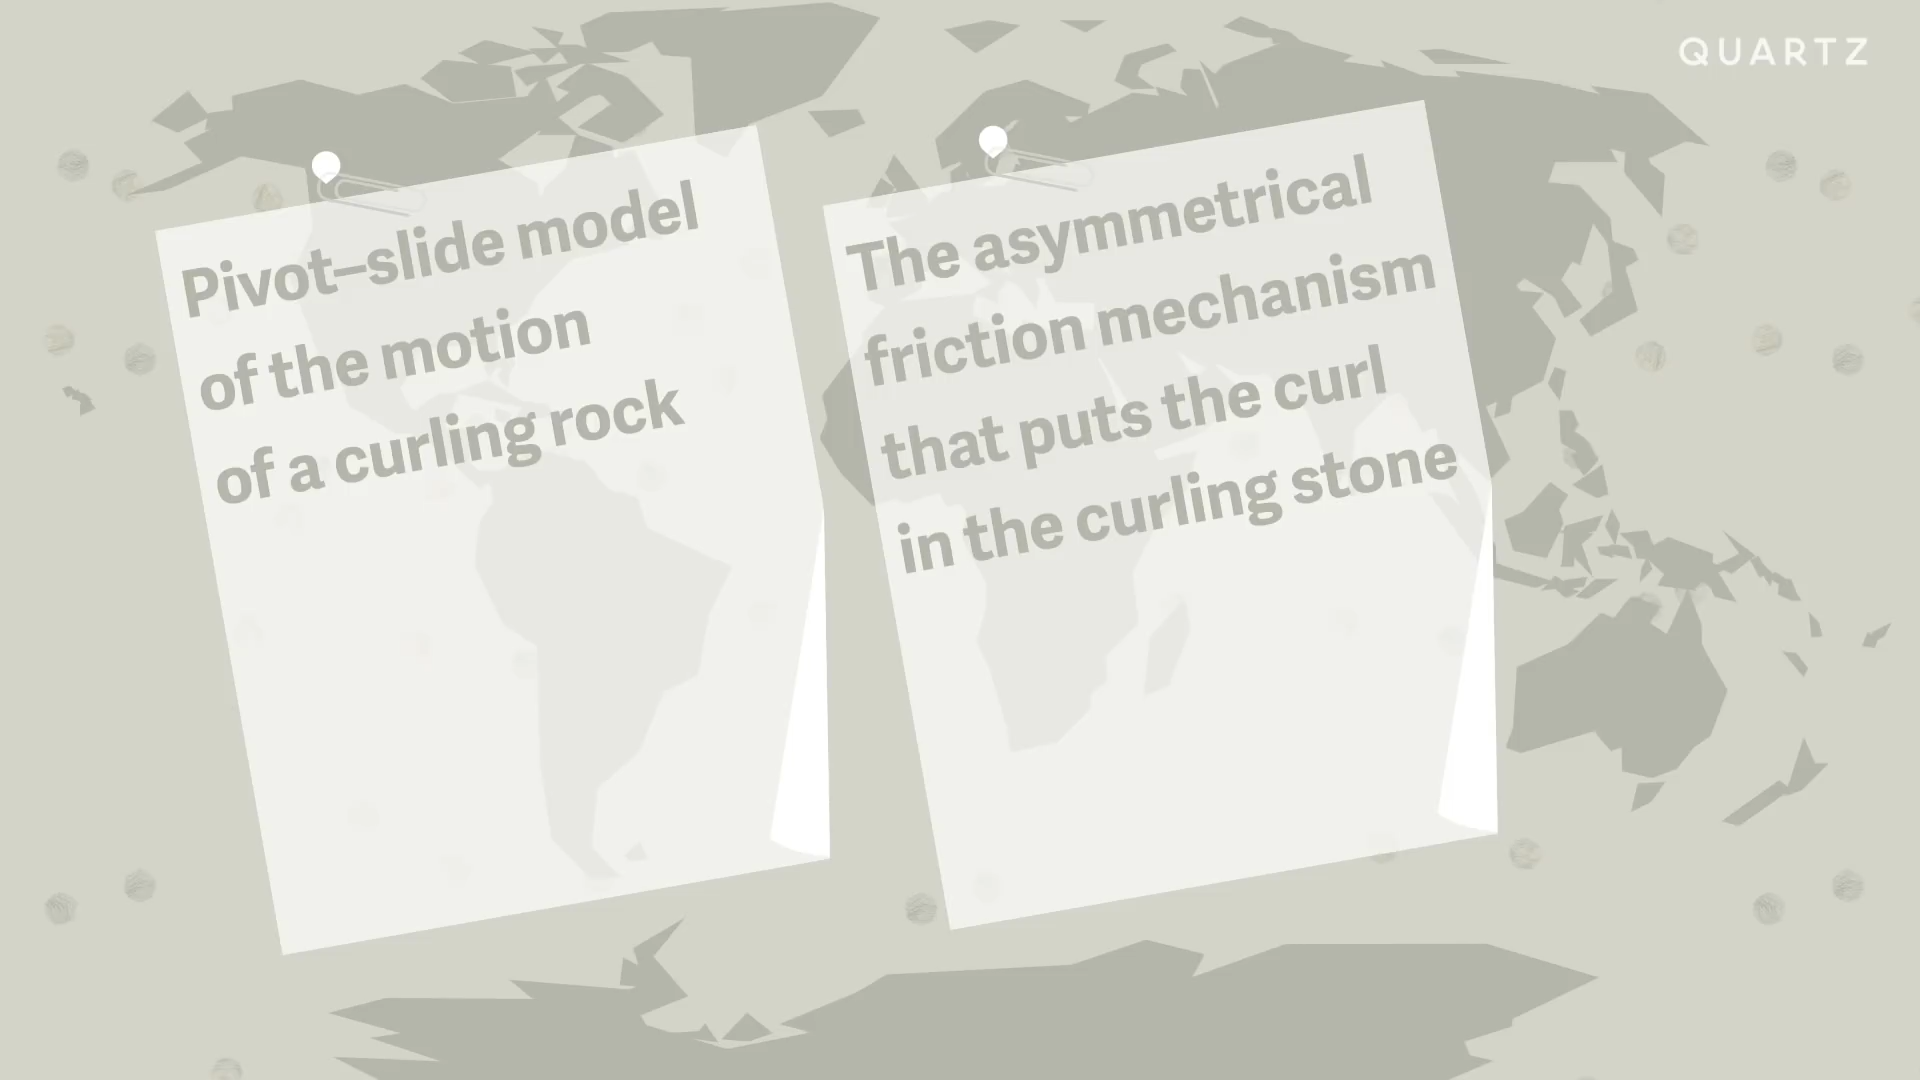 QUARTZ
Pivot–slide model
of the motion
of a curling rock
The asymmetrical
friction mechanism
that puts the curl
in the curling stone